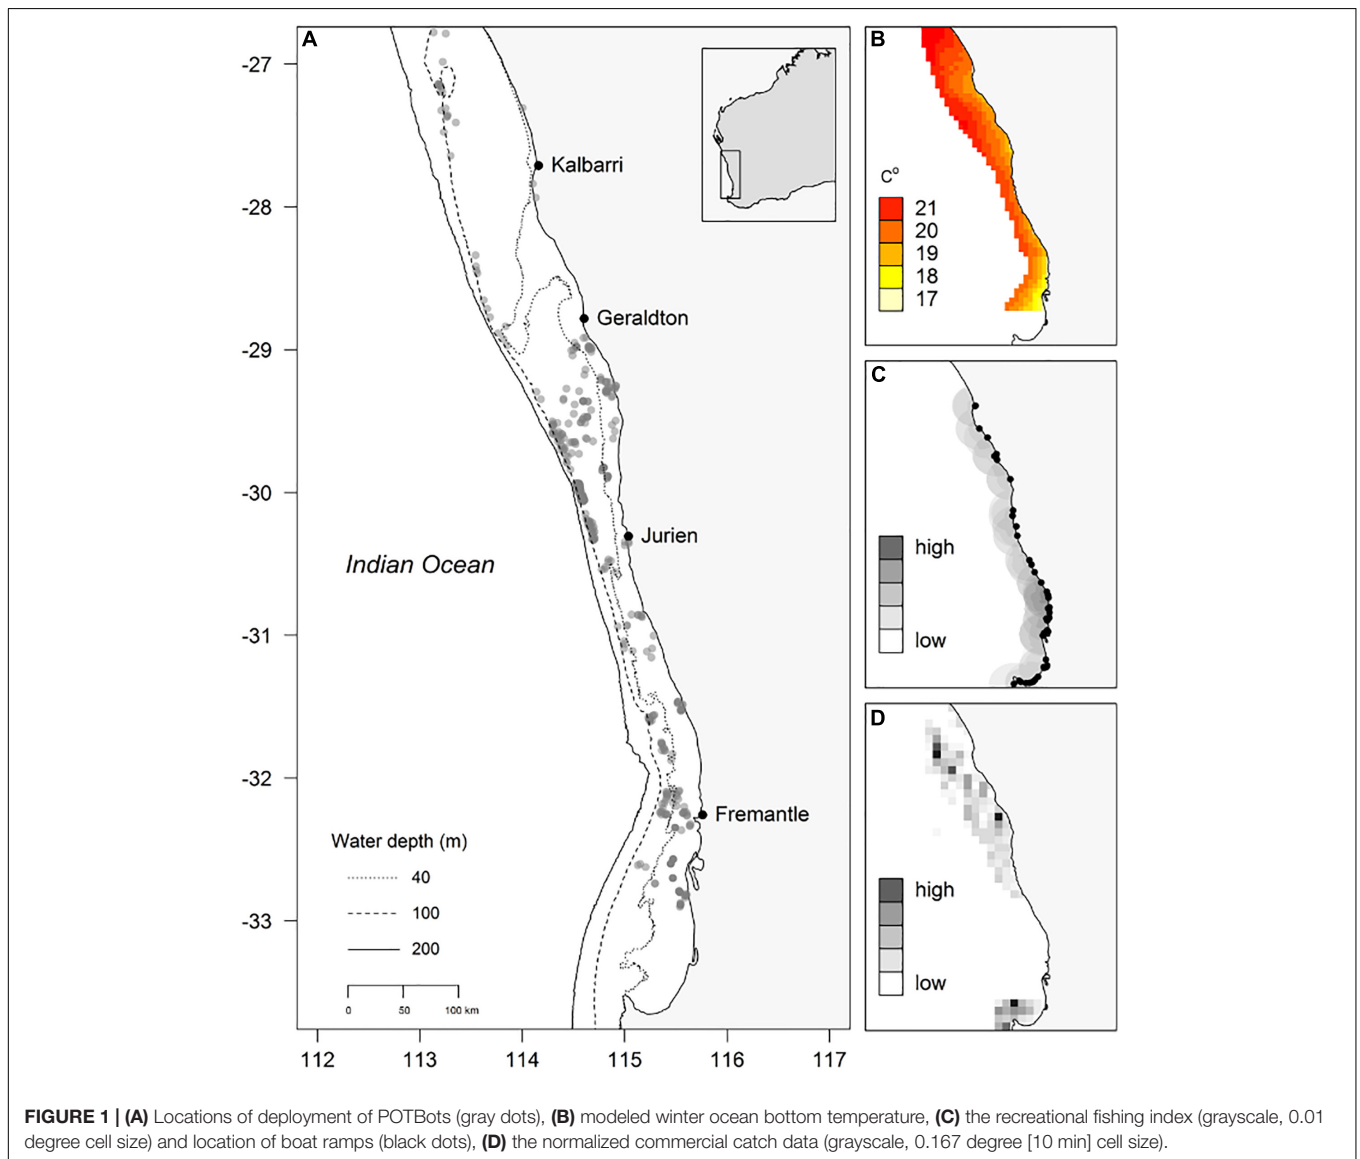 A
-27
-28
-29
-30
-31
-32
-33
Kalbarri
Geraldton
Jurien
Fremantle
Indian Ocean
Water depth (m)
40
100
200
0 50 100 km
112 113 114 115 116 117
B
C°
21
20
19
18
17
C
high
low
D
high
low
FIGURE 1 | (A) Locations of deployment of POTBots (gray dots), (B) modeled winter ocean bottom temperature, (C) the recreational fishing index (grayscale, 0.01
degree cell size) and location of boat ramps (black dots), (D) the normalized commercial catch data (grayscale, 0.167 degree [10 min] cell size).